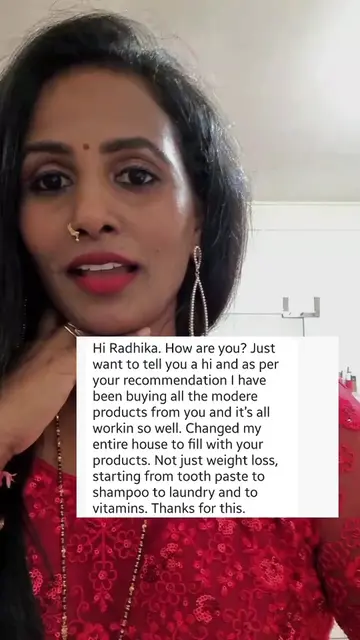 Hi Radhika. How are you? Just
want to tell you a hi and as per
your recommendation I have
been buying all the modere
products from you and it's all
workin so well. Changed my
entire house to fill with your
products. Not just weight loss,
starting from tooth paste to
shampoo to laundry and to
vitamins. Thanks for this.